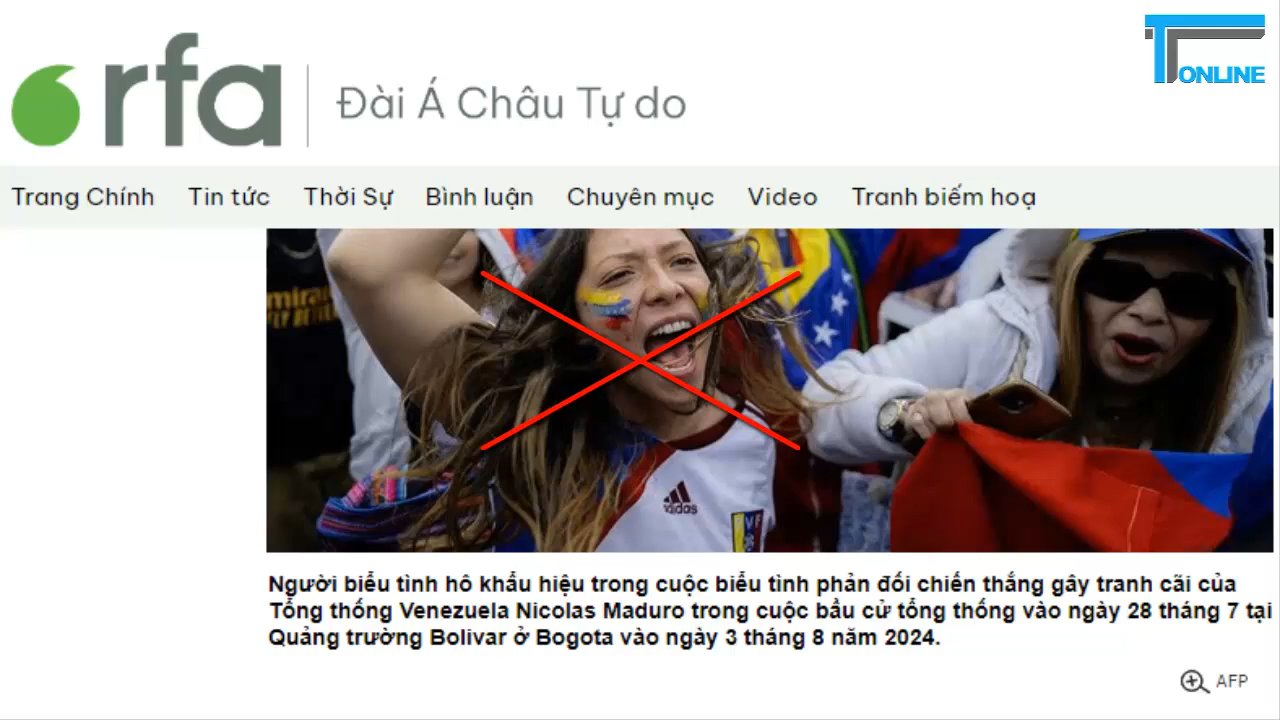 T ONLINE
rfa
Đài Á Châu Tự do
Trang Chính Tin tức Thời Sự Bình luận Chuyên mục Video Tranh biếm hoạ
adidas
Người biểu tình hô khẩu hiệu trong cuộc biểu tình phản đối chiến thắng gây tranh cãi của
Tổng thống Venezuela Nicolas Maduro trong cuộc bầu cử tổng thống vào ngày 28 tháng 7 tại
Quảng trường Bolivar ở Bogota vào ngày 3 tháng 8 năm 2024.
AFP